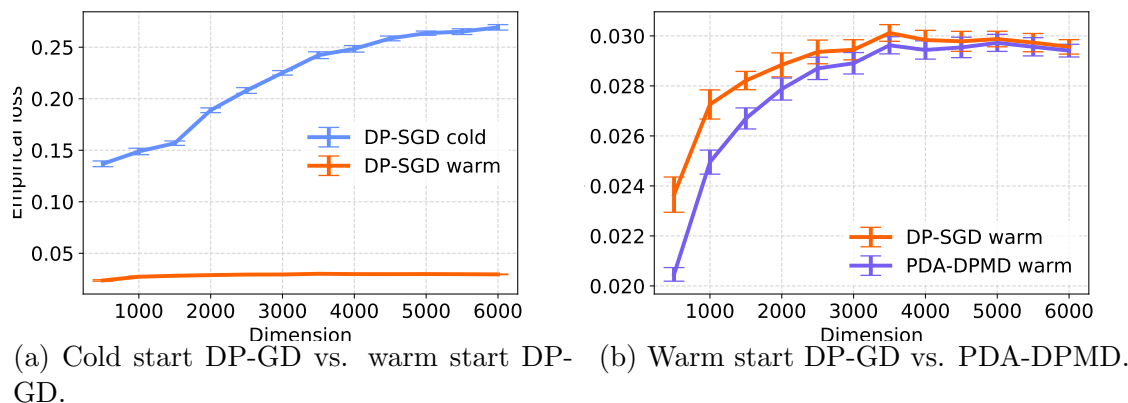 0.25
0.20
0.15
0.10
0.05
Empirical loss
DP-SGD cold
DP-SGD warm
1000 2000 3000 4000 5000 6000
Dimension
(a) Cold start DP-GD vs. warm start DP-
GD.
0.030
0.028
0.026
0.024
0.022
0.020
DP-SGD warm
PDA-DPMD warm
1000 2000 3000 4000 5000 6000
Dimension
(b) Warm start DP-GD vs. PDA-DPMD.